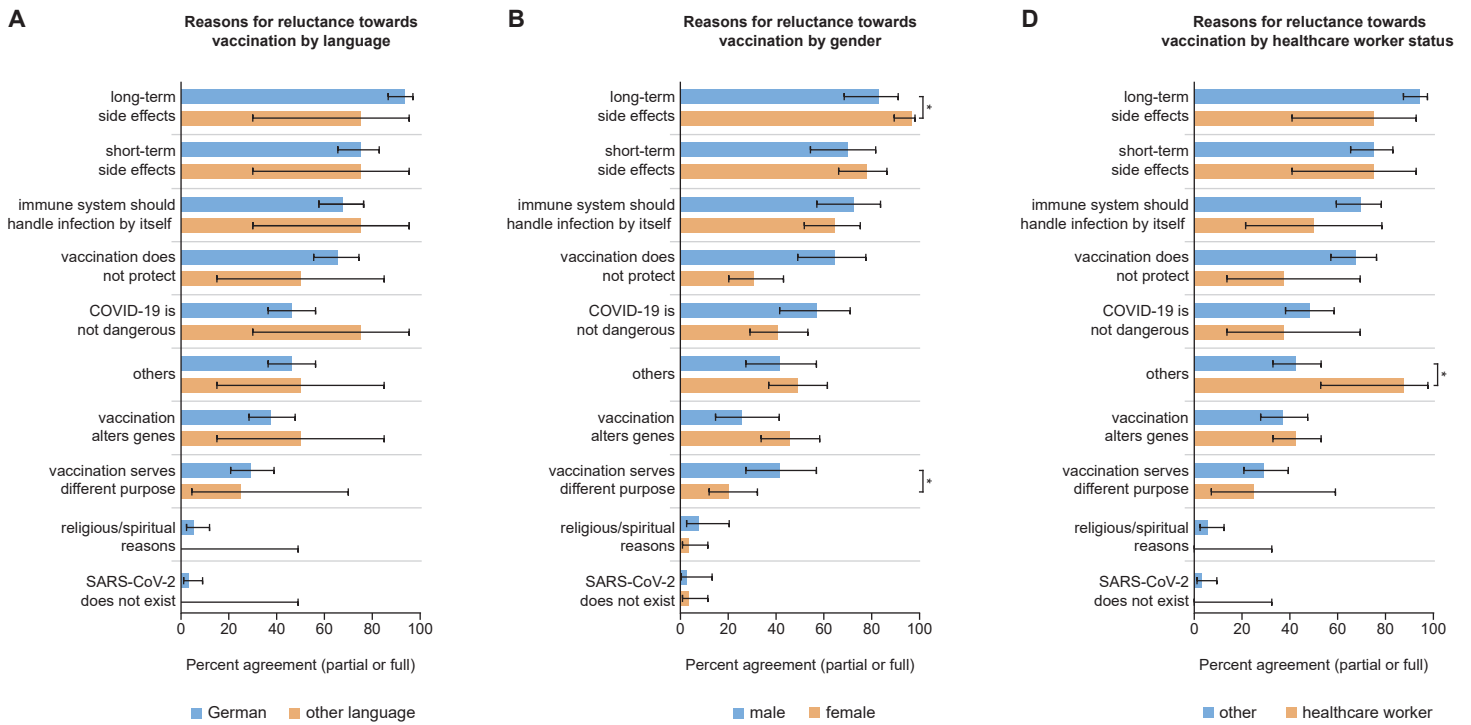 A
Reasons for reluctance towards
vaccination by language
long-term
side effects
short-term
side effects
immune system should
handle infection by itself
vaccination does
not protect
COVID-19 is
not dangerous
others
vaccination
alters genes
vaccination serves
different purpose
religious/spiritual
reasons
SARS-CoV-2
does not exist
0 20 40 60 80 100
Percent agreement (partial or full)
German other language
B
Reasons for reluctance towards
vaccination by gender
long-term
side effects
*
short-term
side effects
immune system should
handle infection by itself
vaccination does
not protect
COVID-19 is
not dangerous
others
vaccination
alters genes
vaccination serves
different purpose
*
religious/spiritual
reasons
SARS-CoV-2
does not exist
0 20 40 60 80 100
Percent agreement (partial or full)
male female
D
Reasons for reluctance towards
vaccination by healthcare worker status
long-term
side effects
short-term
side effects
immune system should
handle infection by itself
vaccination does
not protect
COVID-19 is
not dangerous
others
*
vaccination
alters genes
vaccination serves
different purpose
religious/spiritual
reasons
SARS-CoV-2
does not exist
0 20 40 60 80 100
Percent agreement (partial or full)
other healthcare worker